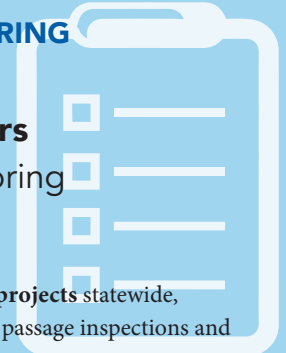 RING
rs
oring
projects statewide,
passage inspections and